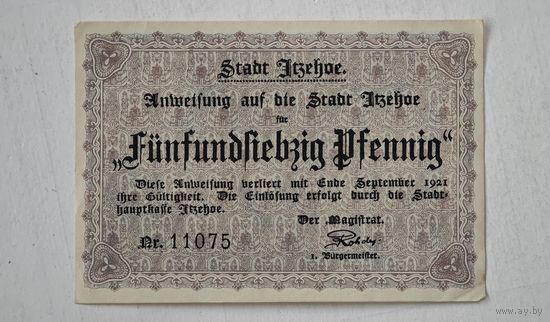 Stadt Itzehoe.
Anweisung auf die Stadt Itzehoe
für
„Fünfundsiebzig Pfennig“
Diese Anweisung verliert mit Ende September 1921
ihre Gültigkeit. Die Einlösung erfolgt durch die Stadt-
hauptkasse Itzehoe.
Der Magistrat.
Nr. 11075
1. Bürgermeister.
www.ay.by